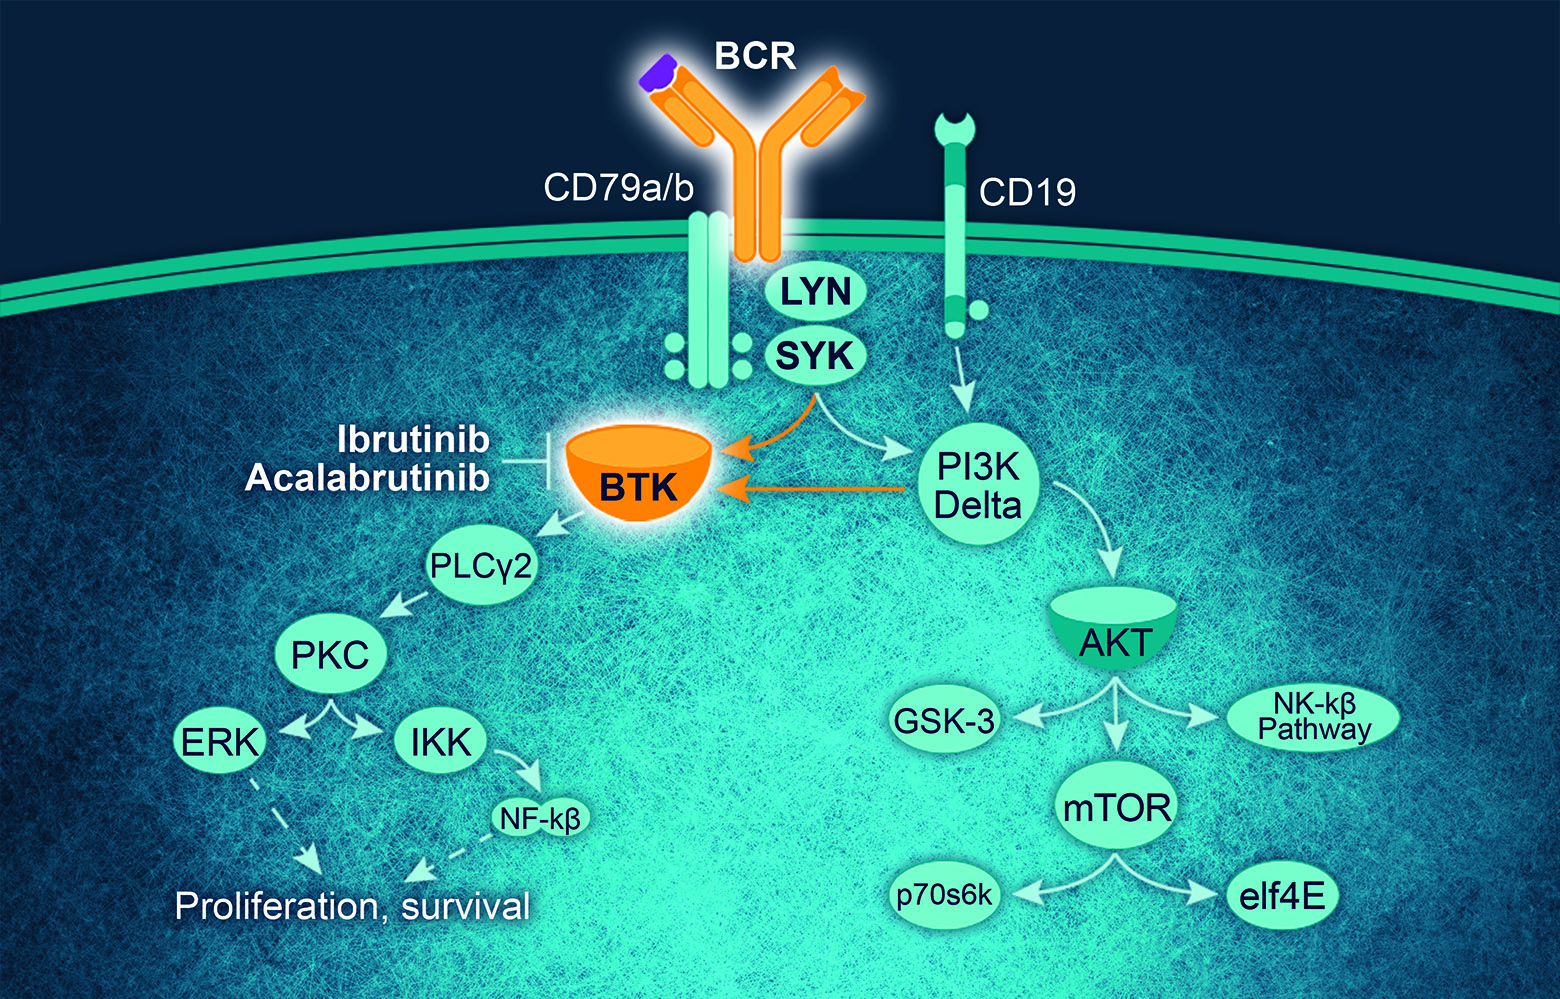 BCR
CD79a/b
CD19
LYN
SYK
Ibrutinib
Acalabrutinib
BTK
PI3K
Delta
PLCγ2
PKC
AKT
ERK
IKK
GSK-3
NK-kβ
Pathway
NF-kβ
mTOR
Proliferation, survival
p70s6k
elf4E